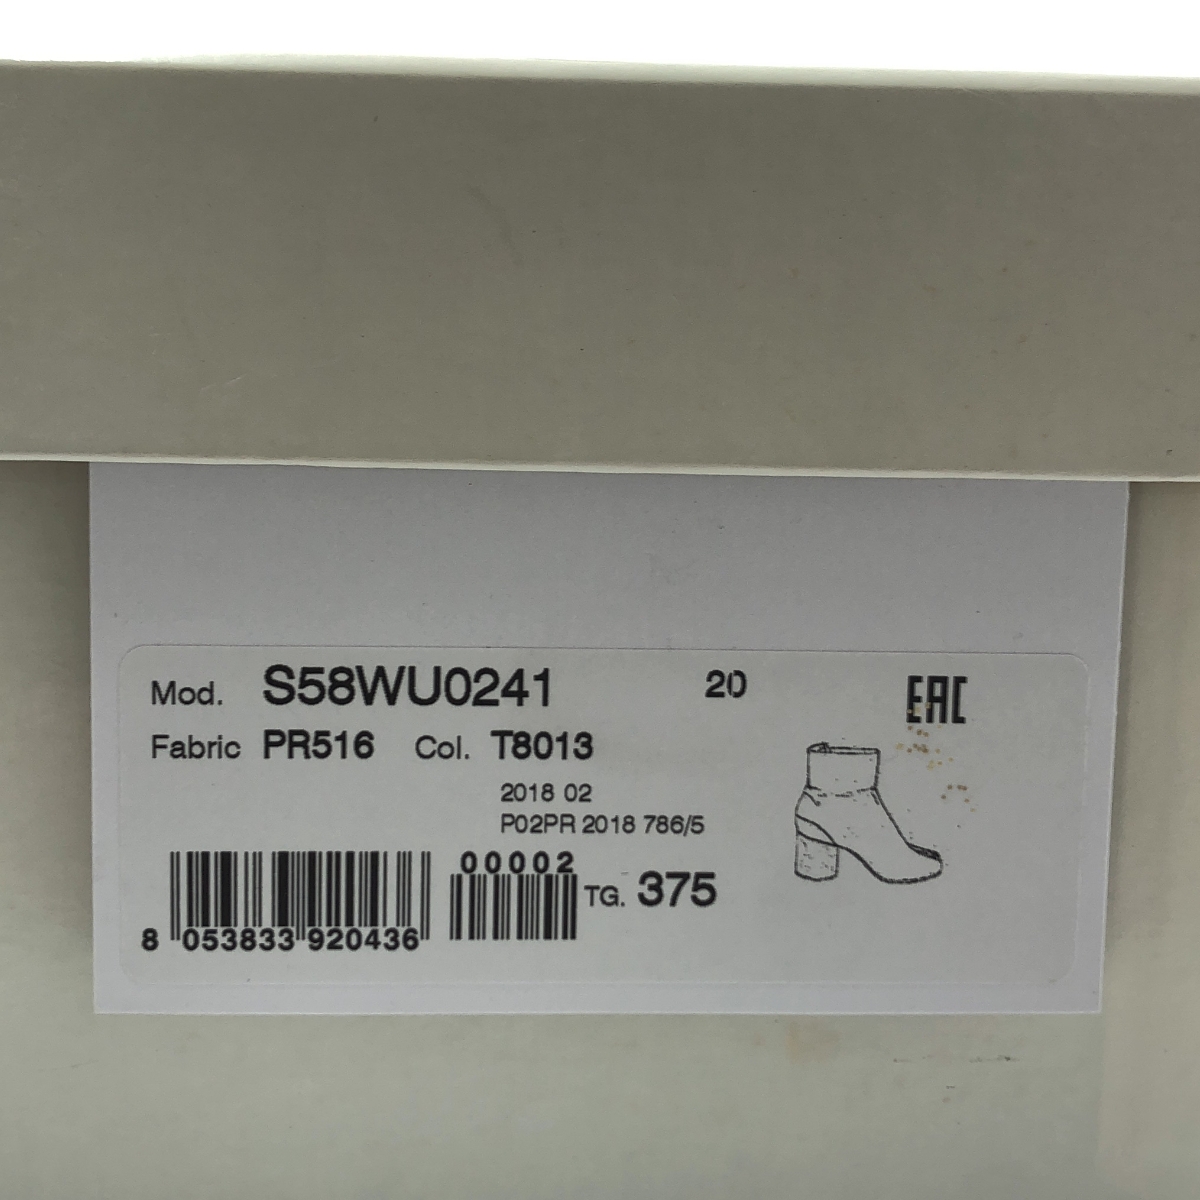 Mod. S58WU0241 20 EAC
Fabric PR516 Col. T8013
2018 02
P02PR 2018 786/5
00002
TG. 375
8 053833 920436